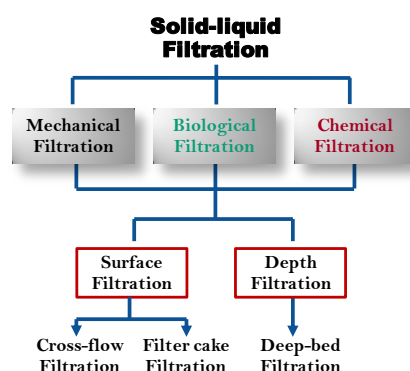 Solid-liquid
Filtration
Mechanical
Filtration
Biological
Filtration
Chemical
Filtration
Surface
Filtration
Depth
Filtration
Cross-flow
Filtration
Filter cake
Filtration
Deep-bed
Filtration